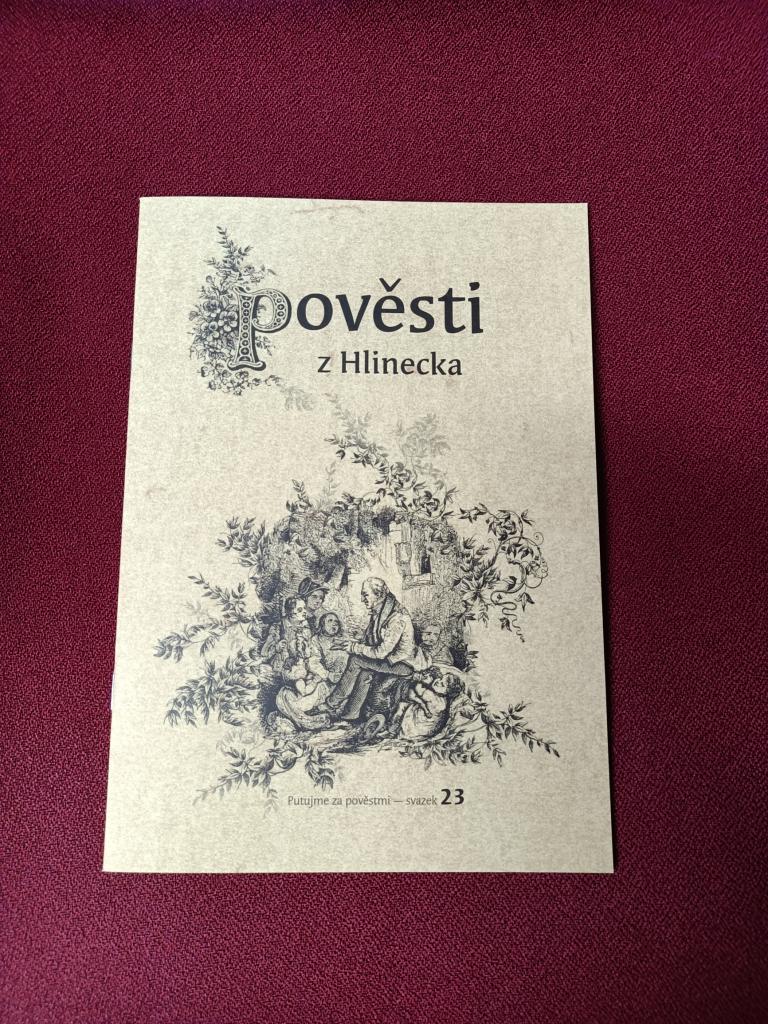 pověsti
z Hlinecka
Putujme za pověstmi — svazek 23